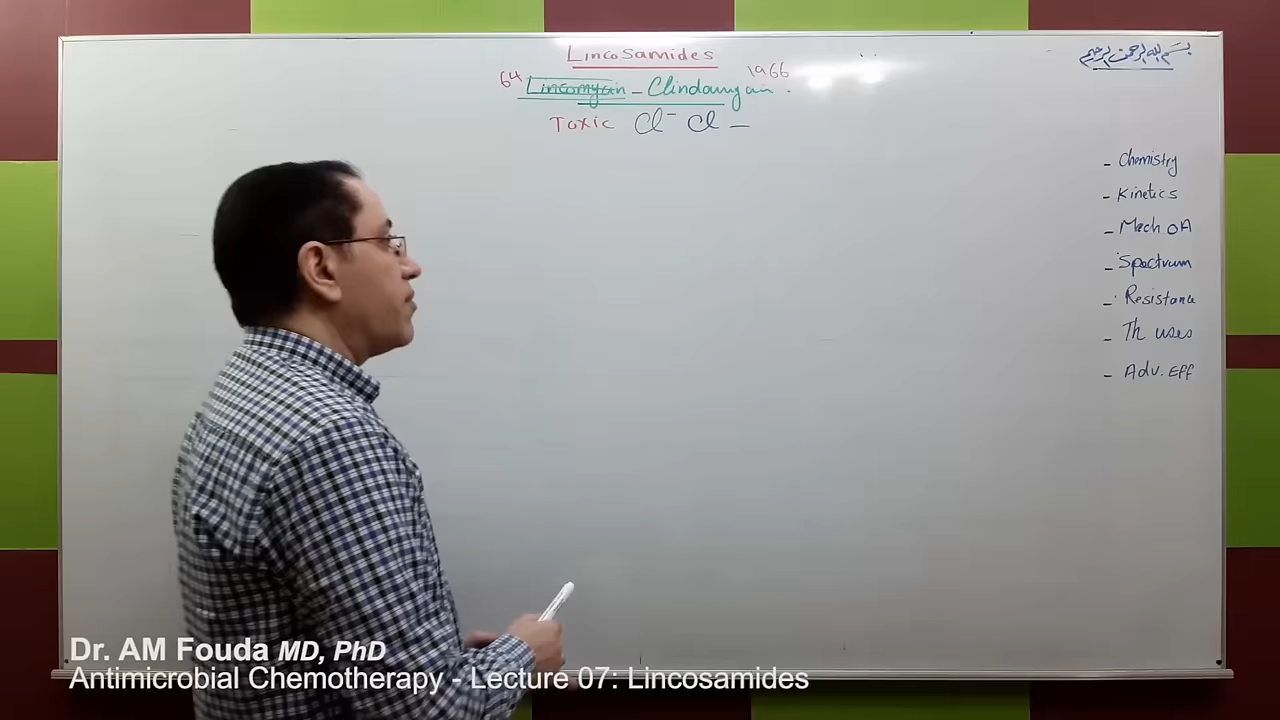 Lincosamides
64 Lincomycin - Clindamycin. 1966
Toxic Cl⁻ Cl -
بسم الله الرحمن الرحيم
- Chemistry
- Kinetics
- Mech OA
- Spectrum
- Resistance
- Th uses
- Adv. Eff
Dr. AM Fouda MD, PhD
Antimicrobial Chemotherapy - Lecture 07: Lincosamides